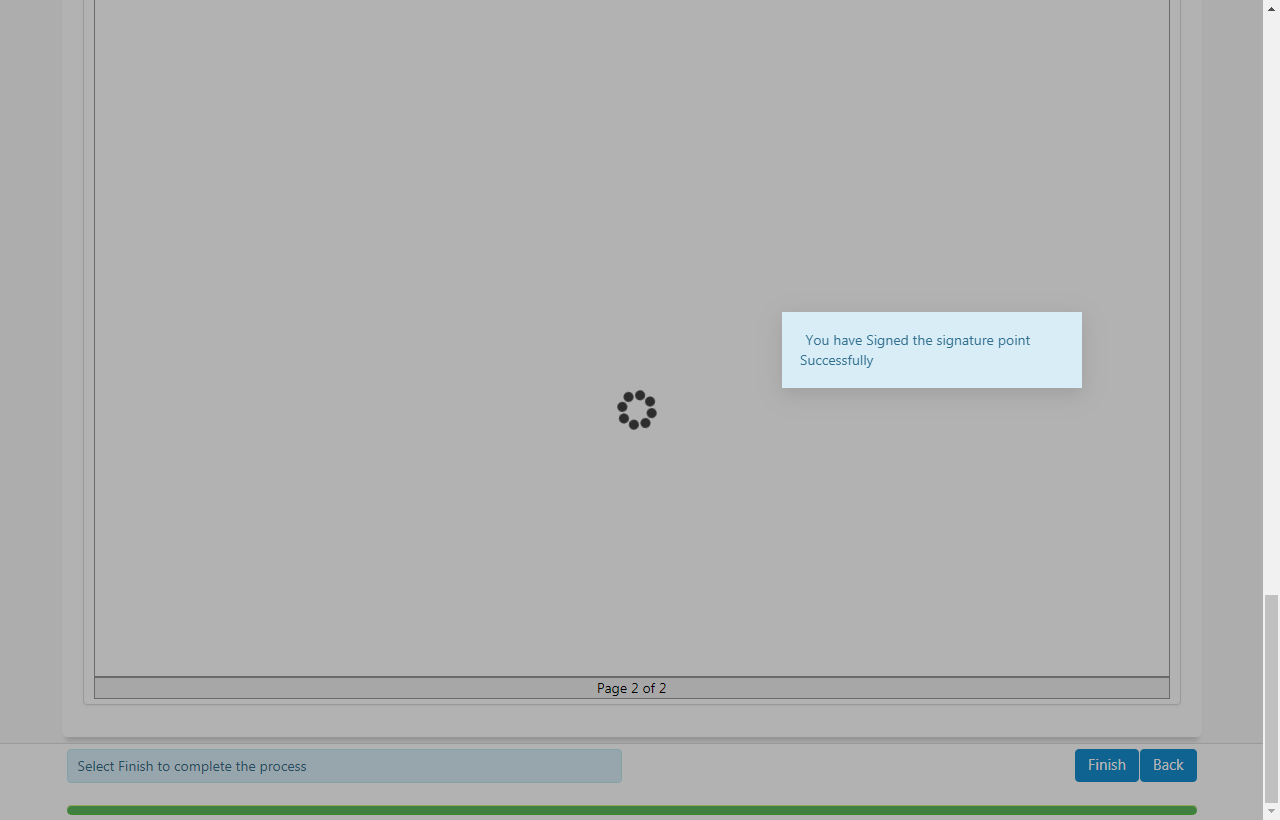 You have Signed the signature point
Successfully
Page 2 of 2
Select Finish to complete the process
Finish
Back